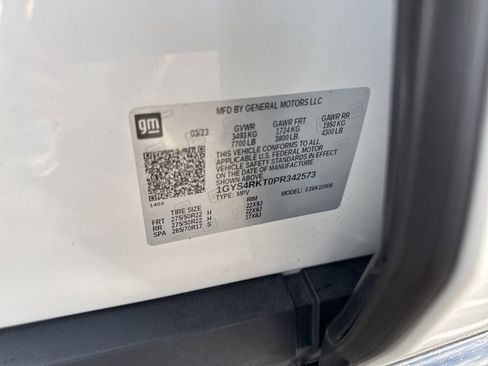 gm
MFD BY GENERAL MOTORS LLC
03/23 GVWR GAWR FRT GAWR RR
3493 KG 1724 KG 1950 KG
7700 LB 3800 LB 4300 LB
THIS VEHICLE CONFORMS TO ALL
APPLICABLE U.S. FEDERAL MOTOR
VEHICLE SAFETY STANDARDS IN EFFECT
ON THE DATE OF MANUFACTURE SHOWN ABOVE.
1GYS4RKT0PR342573
TYPE: MPV MODEL:
TIRE SIZE RIM
FRT 275/50R22 H 22X9J
RR 275/50R22 H 22X9J
SPA 265/70R17 S 17X8J